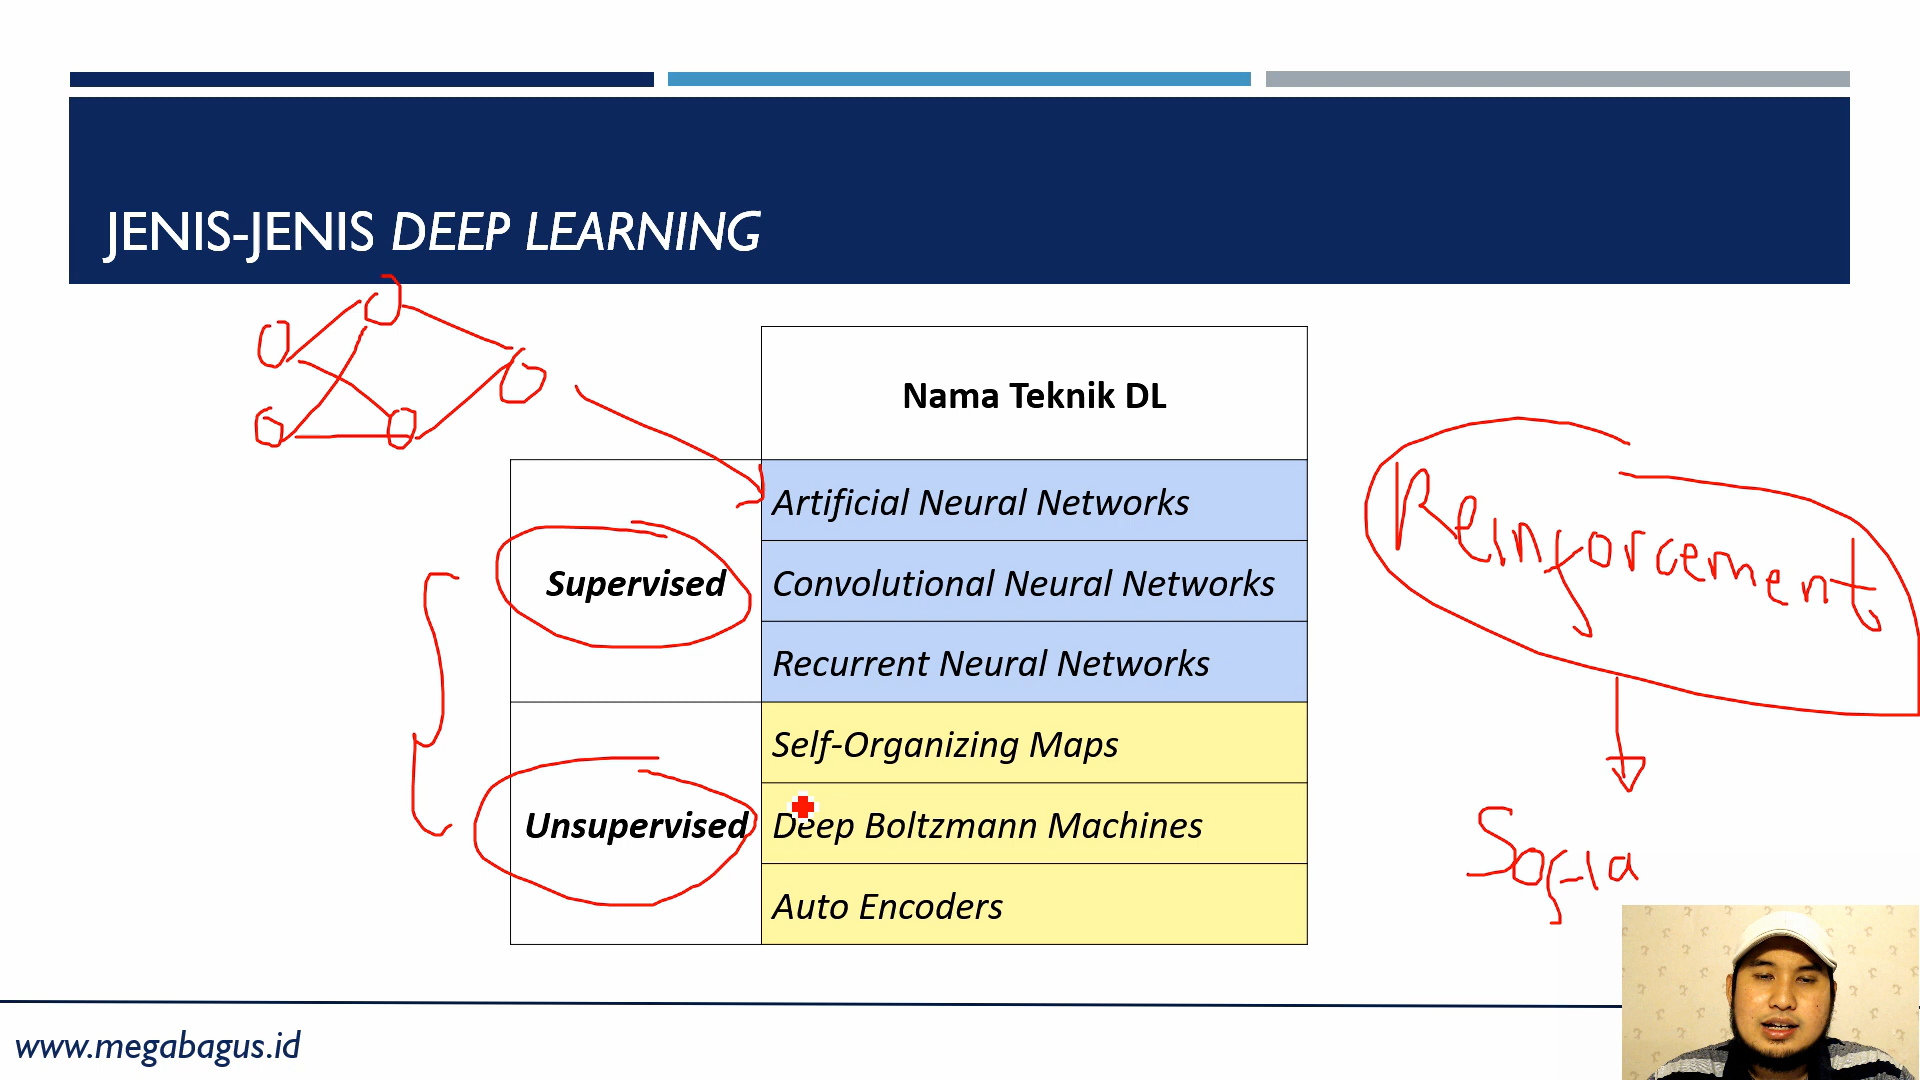 JENIS-JENIS DEEP LEARNING
Nama Teknik DL
Supervised
Artificial Neural Networks
Convolutional Neural Networks
Recurrent Neural Networks
Unsupervised
Self-Organizing Maps
Deep Boltzmann Machines
Auto Encoders
Reinforcement
Sofia
www.megabagus.id